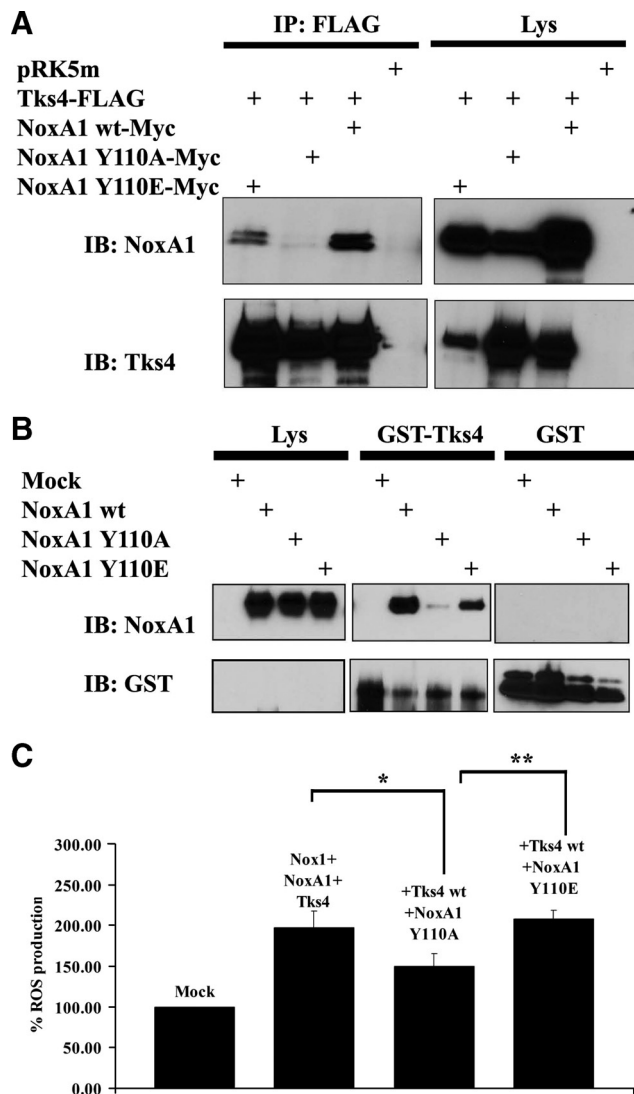 A
IP: FLAG Lys
pRK5m + +
Tks4-FLAG + + + + + +
NoxA1 wt-Myc + +
NoxA1 Y110A-Myc + +
NoxA1 Y110E-Myc + +
IB: NoxA1
IB: Tks4
B
Lys GST-Tks4 GST
Mock + + +
NoxA1 wt + + +
NoxA1 Y110A + + +
NoxA1 Y110E + + +
IB: NoxA1
IB: GST
C
* **
% ROS production
300.00
250.00
200.00
150.00
100.00
50.00
0.00
Mock
Nox1+
NoxA1+
Tks4
+Tks4 wt
+NoxA1
Y110A
+Tks4 wt
+NoxA1
Y110E